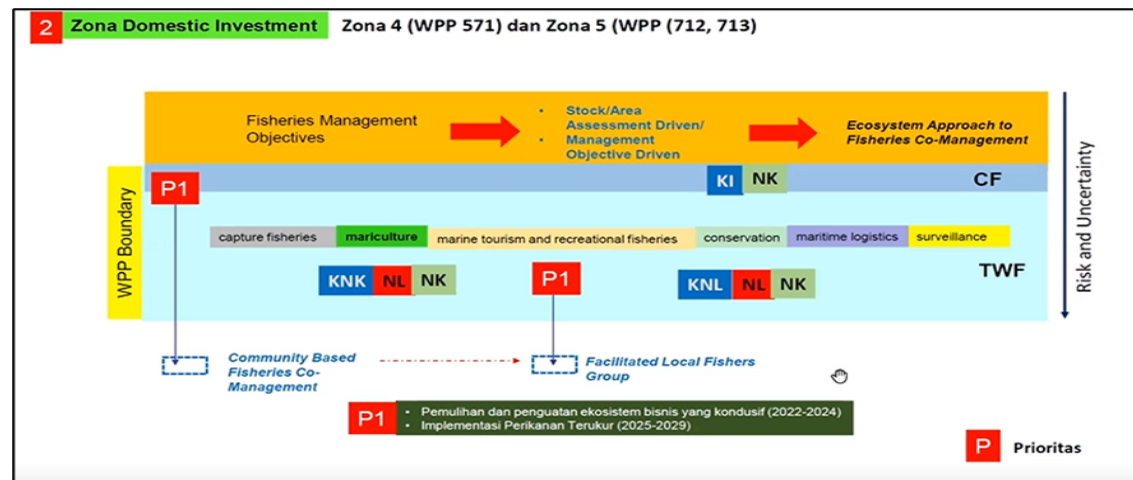 2 Zona Domestic Investment Zona 4 (WPP 571) dan Zona 5 (WPP (712, 713)
Fisheries Management
Objectives
• Stock/Area
Assessment Driven/
• Management
Objective Driven
Ecosystem Approach to
Fisheries Co-Management
P1
KI NK
CF
WPP Boundary
Risk and Uncertainty
capture fisheries mariculture marine tourism and recreational fisheries conservation maritime logistics surveillance
KNK NL NK
P1
KNL NL NK
TWF
Community Based
Fisheries Co-
Management
Facilitated Local Fishers
Group
P1
• Pemulihan dan penguatan ekosistem bisnis yang kondusif (2022-2024)
• Implementasi Perikanan Terukur (2025-2029)
P Prioritas